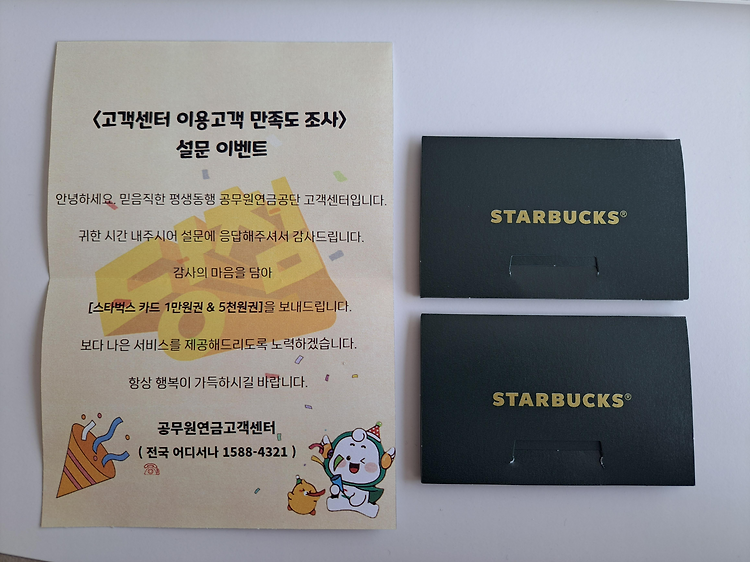 <고객센터 이용고객 만족도 조사>
설문 이벤트
당첨
안녕하세요, 믿음직한 평생동행 공무원연금공단 고객센터입니다.
귀한 시간 내주시어 설문에 응답해주셔서 감사드립니다.
감사의 마음을 담아
[스타벅스 카드 1만원권 & 5천원권]을 보내드립니다.
보다 나은 서비스를 제공해드리도록 노력하겠습니다.
항상 행복이 가득하시길 바랍니다.
공무원연금고객센터
( 전국 어디서나 1588-4321 )
STARBUCKS®
STARBUCKS®